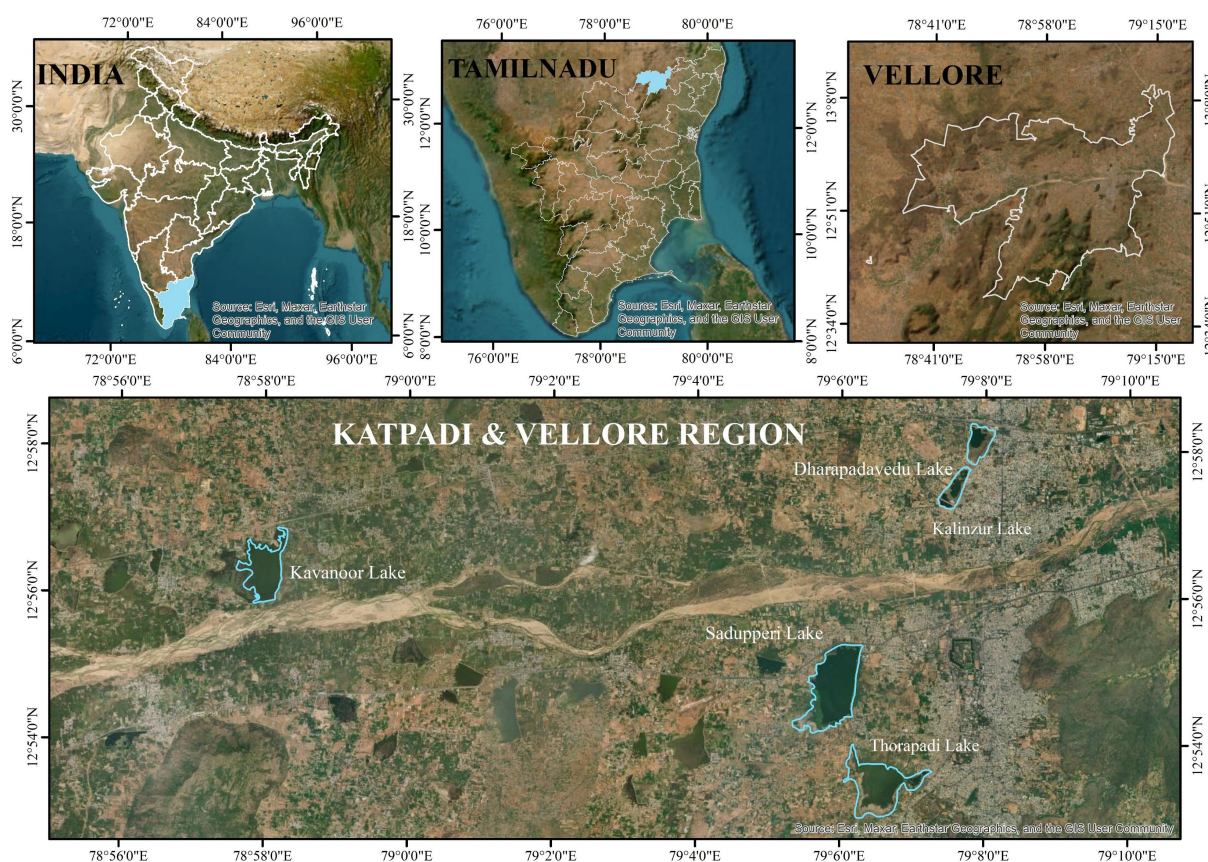 72°0'0"E 84°0'0"E 96°0'0"E
30°0'0"N
18°0'0"N
6°0'0"N
INDIA
Source: Esri, Maxar, Earthstar
Geographics, and the GIS User
Community
30°0'0"N
18°0'0"N
6°0'0"N
72°0'0"E 84°0'0"E 96°0'0"E
76°0'0"E 78°0'0"E 80°0'0"E
12°0'0"N
10°0'0"N
8°0'0"N
TAMILNADU
Source: Esri, Maxar, Earthstar
Geographics, and the GIS User
Community
12°0'0"N
10°0'0"N
8°0'0"N
76°0'0"E 78°0'0"E 80°0'0"E
78°41'0"E 78°58'0"E 79°15'0"E
13°8'0"N
12°51'0"N
12°34'0"N
VELLORE
Source: Esri, Maxar, Earthstar
Geographics, and the GIS User
Community
78°41'0"E 78°58'0"E 79°15'0"E
78°56'0"E 78°58'0"E 79°0'0"E 79°2'0"E 79°4'0"E 79°6'0"E 79°8'0"E 79°10'0"E
12°58'0"N
12°56'0"N
12°54'0"N
KATPADI & VELLORE REGION
Dharapadavedu Lake
Kalinzur Lake
Kavanoor Lake
Sadupperi Lake
Thorapadi Lake
Source: Esri, Maxar, Earthstar Geographics, and the GIS User Community
12°58'0"N
12°56'0"N
12°54'0"N
78°56'0"E 78°58'0"E 79°0'0"E 79°2'0"E 79°4'0"E 79°6'0"E 79°8'0"E 79°10'0"E